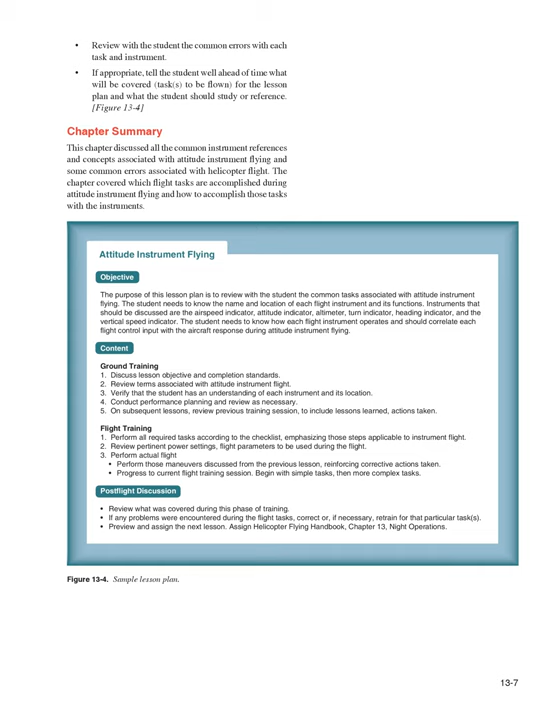 • Review with the student the common errors with each
task and instrument.
• If appropriate, tell the student well ahead of time what
will be covered (task(s) to be flown) for the lesson
plan and what the student should study or reference.
[Figure 13-4]
Chapter Summary
This chapter discussed all the common instrument references
and concepts associated with attitude instrument flying and
some common errors associated with helicopter flight. The
chapter covered which flight tasks are accomplished during
attitude instrument flying and how to accomplish those tasks
with the instruments.
Attitude Instrument Flying
Objective
The purpose of this lesson plan is to review with the student the common tasks associated with attitude instrument
flying. The student needs to know the name and location of each flight instrument and its functions. Instruments that
should be discussed are the airspeed indicator, attitude indicator, altimeter, turn indicator, heading indicator, and the
vertical speed indicator. The student needs to know how each flight instrument operates and should correlate each
flight control input with the aircraft response during attitude instrument flying.
Content
Ground Training
1. Discuss lesson objective and completion standards.
2. Review terms associated with attitude instrument flight.
3. Verify that the student has an understanding of each instrument and its location.
4. Conduct performance planning and review as necessary.
5. On subsequent lessons, review previous training session, to include lessons learned, actions taken.
Flight Training
1. Perform all required tasks according to the checklist, emphasizing those steps applicable to instrument flight.
2. Review pertinent power settings, flight parameters to be used during the flight.
3. Perform actual flight
• Perform those maneuvers discussed from the previous lesson, reinforcing corrective actions taken.
• Progress to current flight training session. Begin with simple tasks, then more complex tasks.
Postflight Discussion
• Review what was covered during this phase of training.
• If any problems were encountered during the flight tasks, correct or, if necessary, retrain for that particular task(s).
• Preview and assign the next lesson. Assign Helicopter Flying Handbook, Chapter 13, Night Operations.
Figure 13-4. Sample lesson plan.
13-7